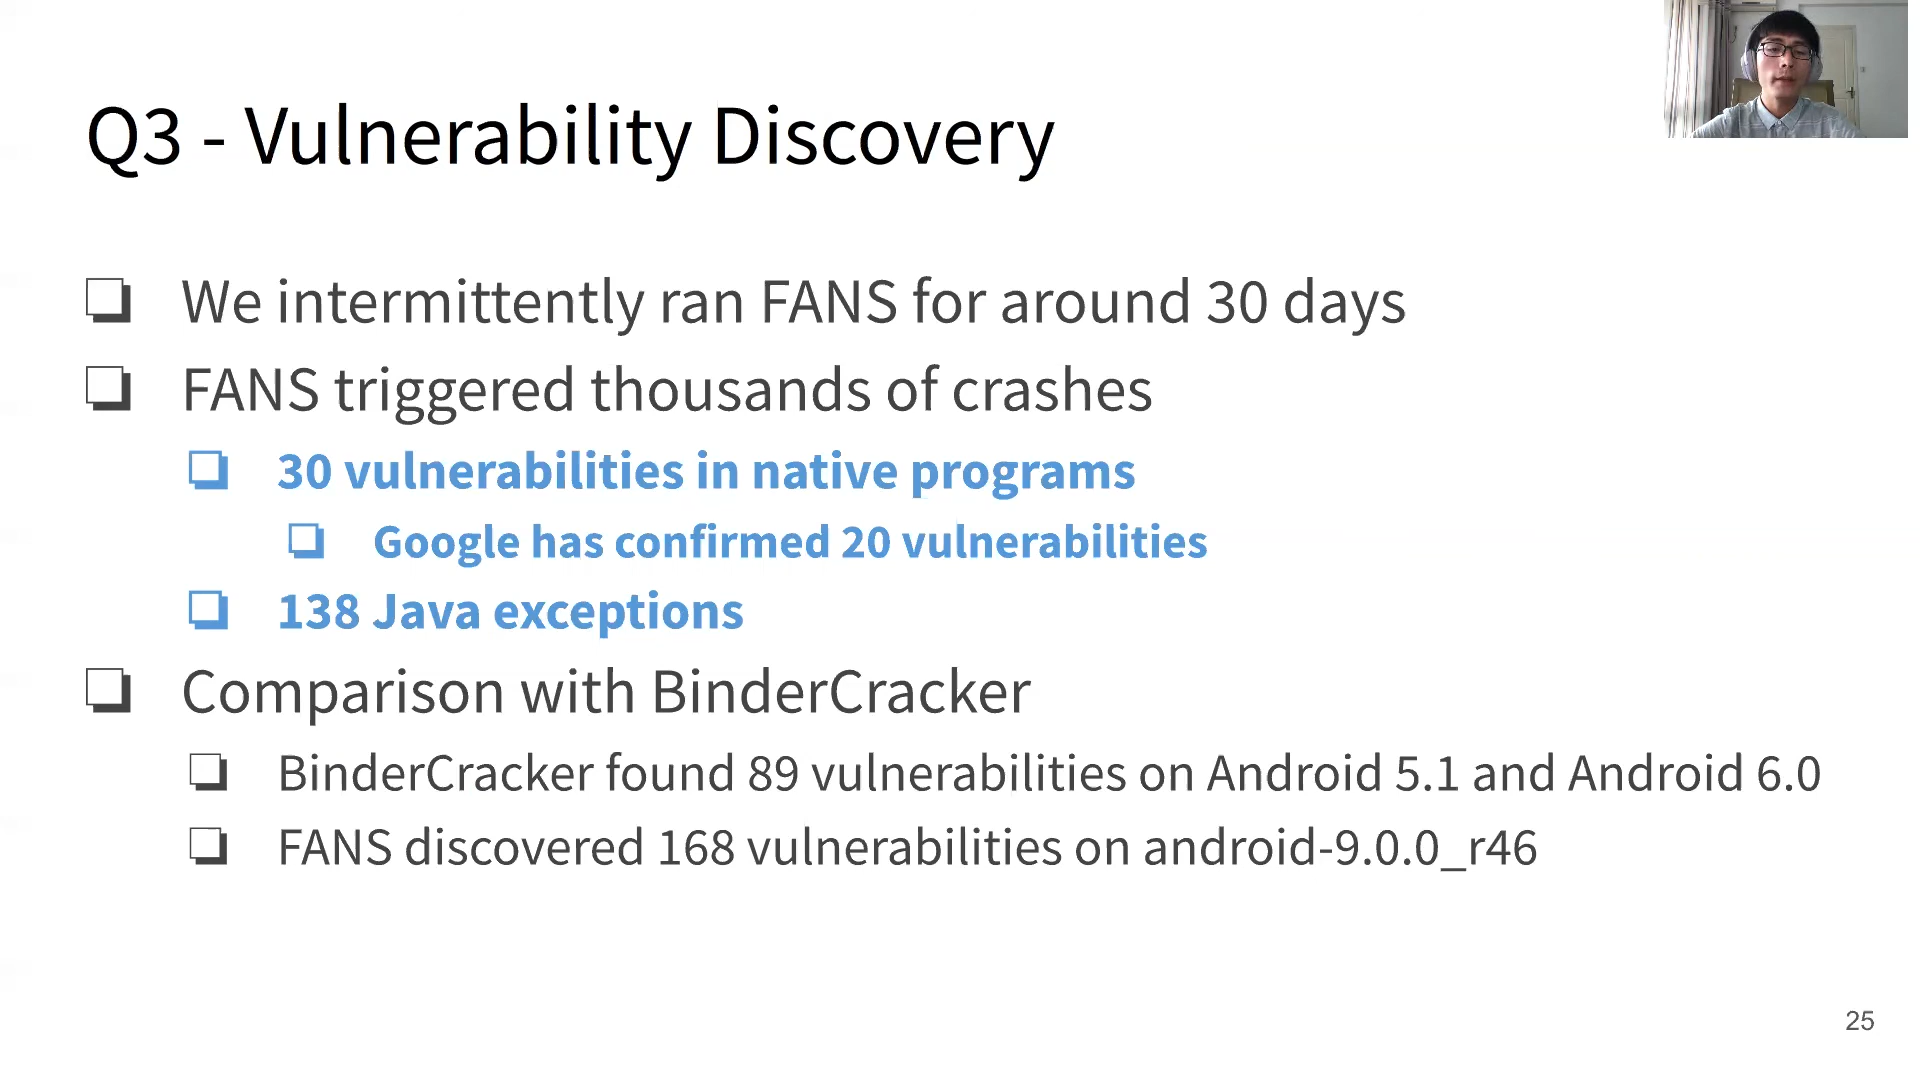 Q3 - Vulnerability Discovery
We intermittently ran FANS for around 30 days
FANS triggered thousands of crashes
30 vulnerabilities in native programs
Google has confirmed 20 vulnerabilities
138 Java exceptions
Comparison with BinderCracker
BinderCracker found 89 vulnerabilities on Android 5.1 and Android 6.0
FANS discovered 168 vulnerabilities on android-9.0.0_r46
25